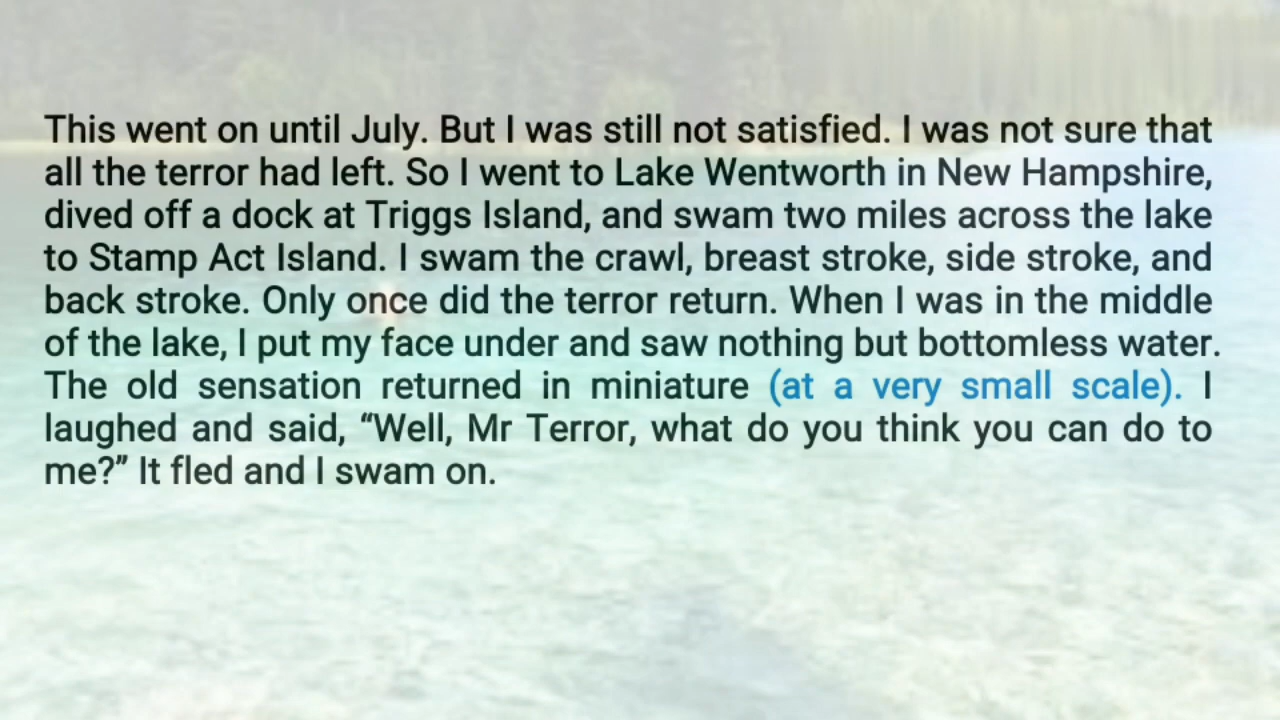 This went on until July. But I was still not satisfied. I was not sure that
all the terror had left. So I went to Lake Wentworth in New Hampshire,
dived off a dock at Triggs Island, and swam two miles across the lake
to Stamp Act Island. I swam the crawl, breast stroke, side stroke, and
back stroke. Only once did the terror return. When I was in the middle
of the lake, I put my face under and saw nothing but bottomless water.
The old sensation returned in miniature (at a very small scale). I
laughed and said, “Well, Mr Terror, what do you think you can do to
me?” It fled and I swam on.